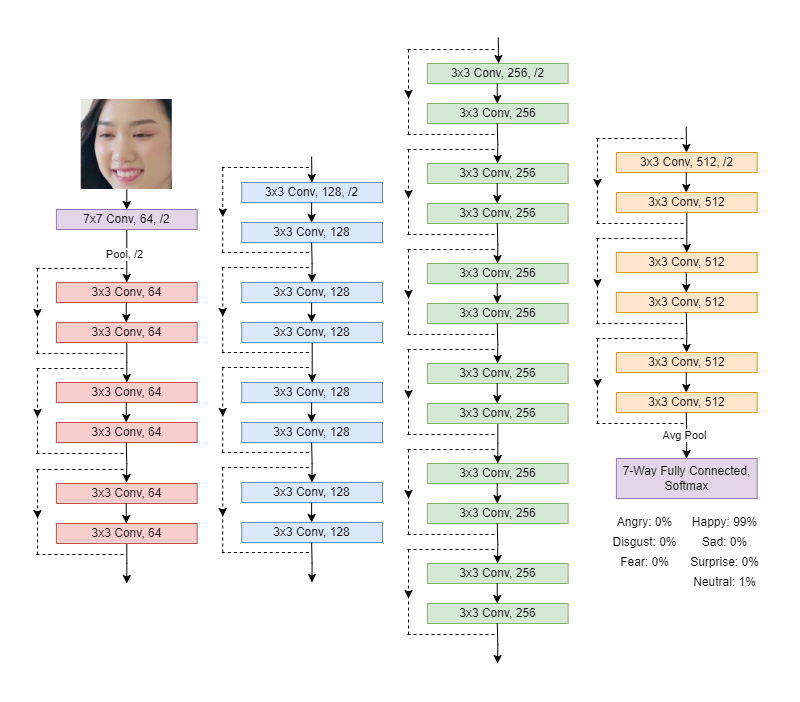 7x7 Conv, 64, /2
Pool, /2
3x3 Conv, 64
3x3 Conv, 64
3x3 Conv, 64
3x3 Conv, 64
3x3 Conv, 64
3x3 Conv, 64
3x3 Conv, 128, /2
3x3 Conv, 128
3x3 Conv, 128
3x3 Conv, 128
3x3 Conv, 128
3x3 Conv, 128
3x3 Conv, 128
3x3 Conv, 128
3x3 Conv, 256, /2
3x3 Conv, 256
3x3 Conv, 256
3x3 Conv, 256
3x3 Conv, 256
3x3 Conv, 256
3x3 Conv, 256
3x3 Conv, 256
3x3 Conv, 256
3x3 Conv, 256
3x3 Conv, 256
3x3 Conv, 256
3x3 Conv, 512, /2
3x3 Conv, 512
3x3 Conv, 512
3x3 Conv, 512
3x3 Conv, 512
3x3 Conv, 512
Avg Pool
7-Way Fully Connected,
Softmax
Angry: 0% Happy: 99%
Disgust: 0% Sad: 0%
Fear: 0% Surprise: 0%
Neutral: 1%